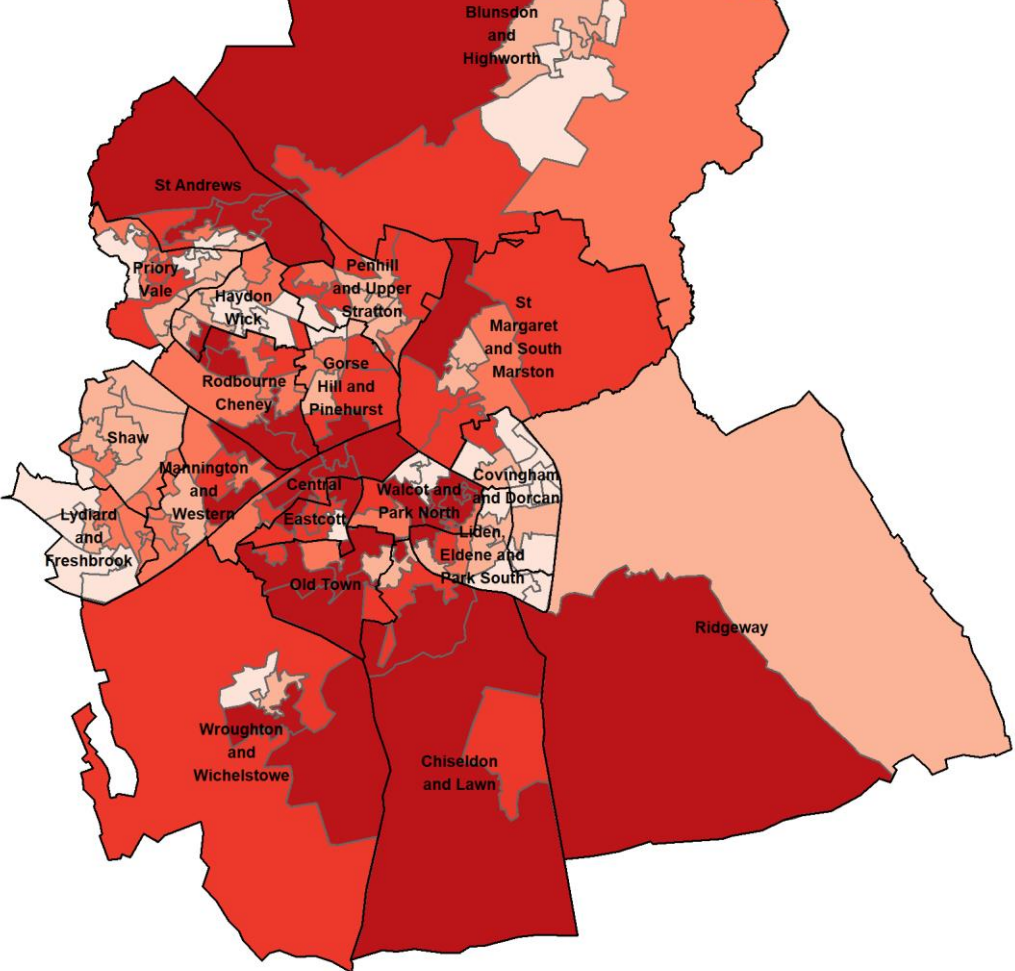 Blunsdon
and
Highworth
St Andrews
Priory
Vale
Haydon
Wick
Penhill
and Upper
Stratton
St
Margaret
and South
Marston
Gorse
Hill and
Pinehurst
Rodbourne
Cheney
Shaw
Mannington
and
Western
Central
Walcot and
Park North
Covingham
and Dorcan
Lydiard
and
Freshbrook
Eastcott
Liden,
Eldene and
Park South
Old Town
Ridgeway
Wroughton
and
Wichelstowe
Chiseldon
and Lawn